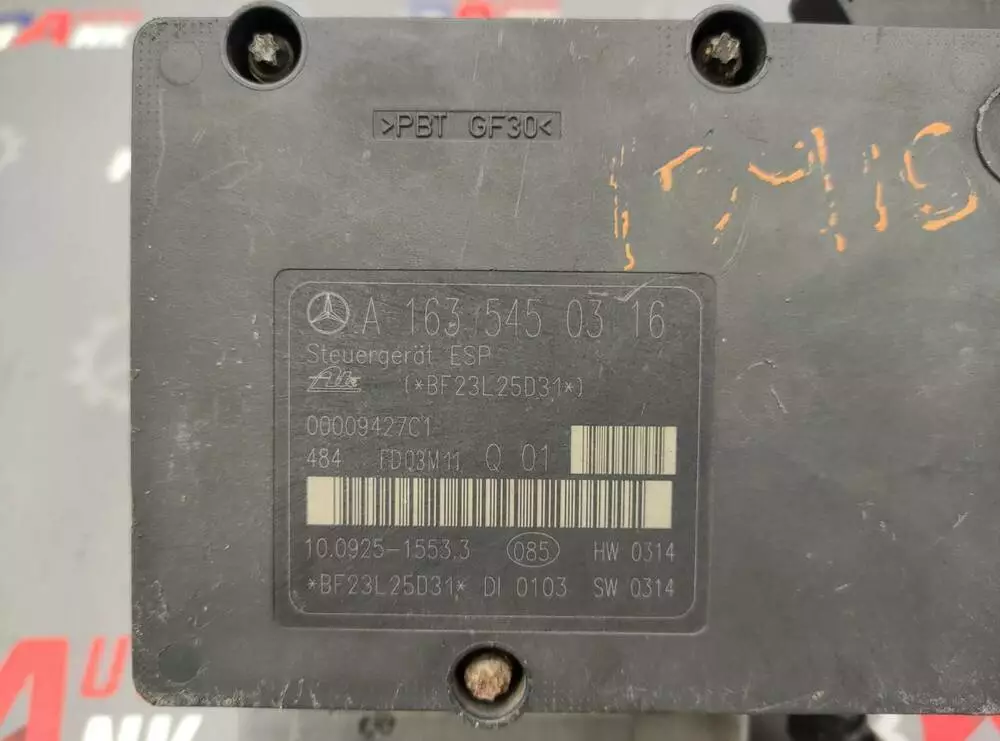 >PBT GF30<
A 163 545 03 16
Steuergerät ESP
Ate (*BF23L25D31*)
00009427C1
484 FD03M11 Q 01
10.0925-1553.3 085 HW 0314
*BF23L25D31* DI 0103 SW 0314